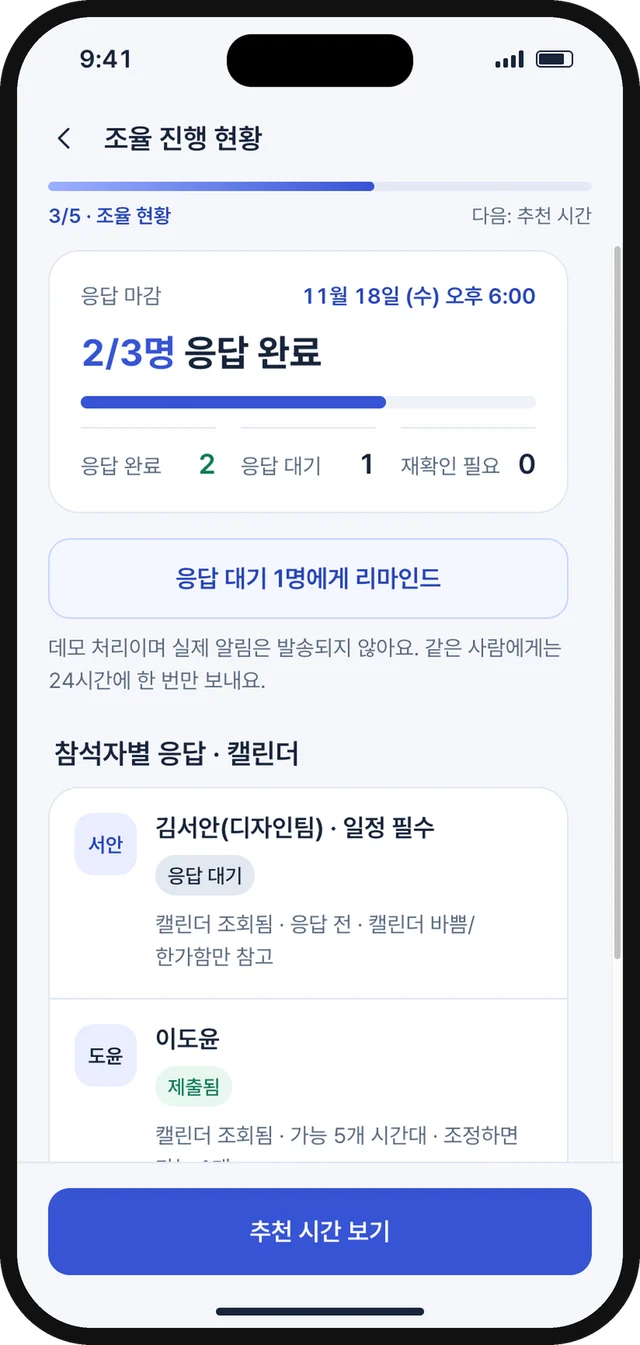 9:41
조율 진행 현황
3/5 · 조율 현황
다음: 추천 시간
응답 마감
11월 18일 (수) 오후 6:00
2/3명 응답 완료
응답 완료 2
응답 대기 1
재확인 필요 0
응답 대기 1명에게 리마인드
데모 처리이며 실제 알림은 발송되지 않아요. 같은 사람에게는
24시간에 한 번만 보내요.
참석자별 응답 · 캘린더
서안
김서안(디자인팀) · 일정 필수
응답 대기
캘린더 조회됨 · 응답 전 · 캘린더 바쁨/
한가함만 참고
도윤
이도윤
제출됨
캘린더 조회됨 · 가능 5개 시간대 · 조정하면
추천 시간 보기